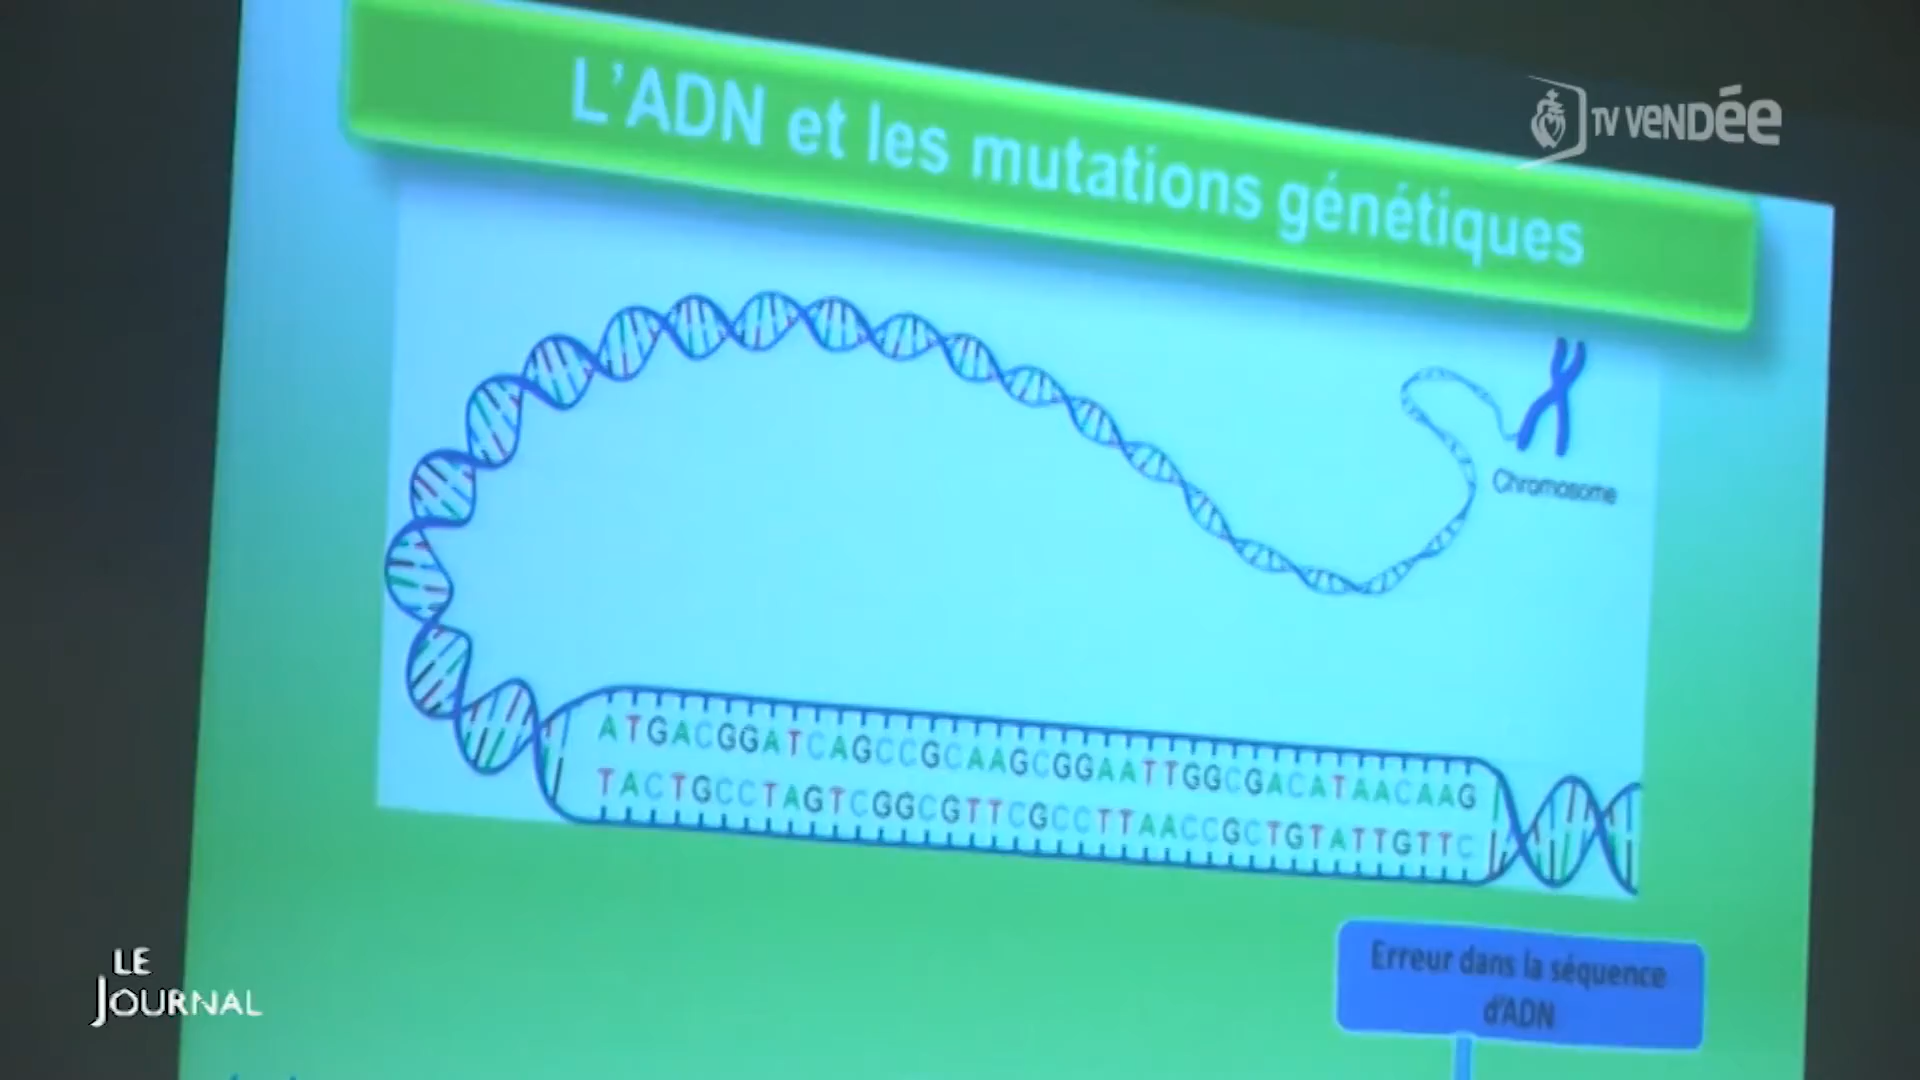 L'ADN et les mutations génétiques
TV VENDÉE
Chromosome
ATGACGGATCAGCCGCAAGCGGAATTGGCGACATAACAAG
TACTGCCTAGTCGGCGTTCGCCTTAACCGCTGTATTGTTC
Erreur dans la séquence
d'ADN
LE
JOURNAL